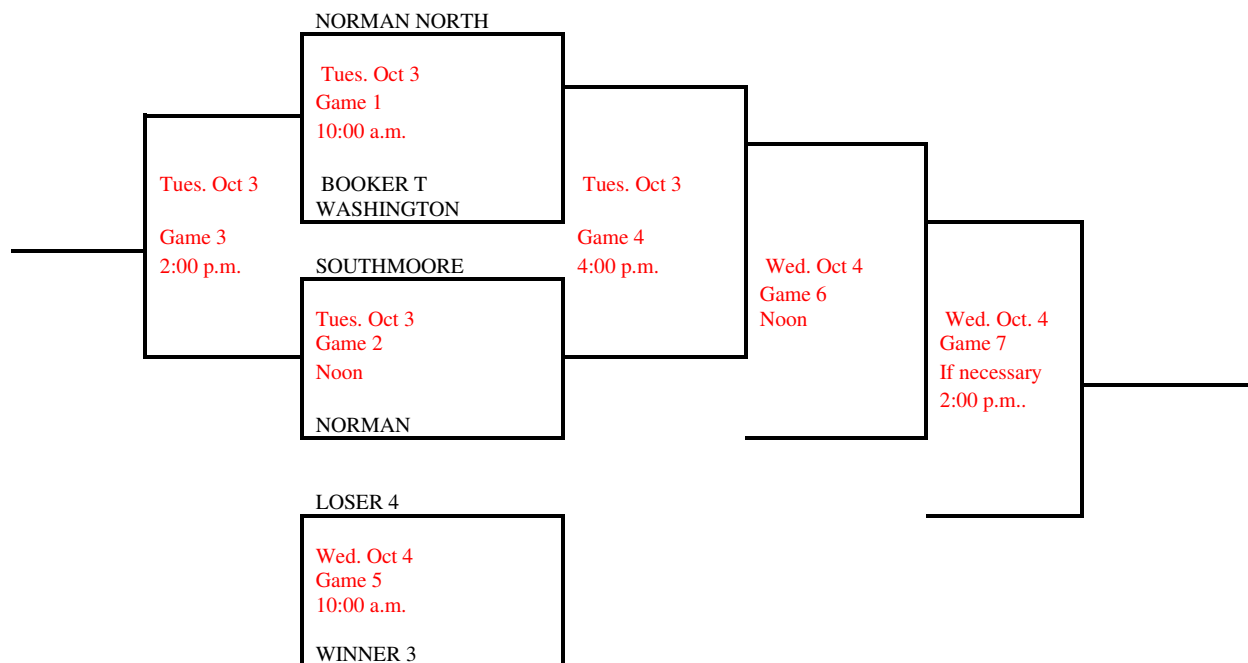 NORMAN NORTH
Tues. Oct 3
Game 1
10:00 a.m.
BOOKER T
WASHINGTON
Tues. Oct 3
Game 3
2:00 p.m.
Tues. Oct 3
Game 4
4:00 p.m.
SOUTHMOORE
Tues. Oct 3
Game 2
Noon
NORMAN
Wed. Oct 4
Game 6
Noon
Wed. Oct. 4
Game 7
If necessary
2:00 p.m..
LOSER 4
Wed. Oct 4
Game 5
10:00 a.m.
WINNER 3